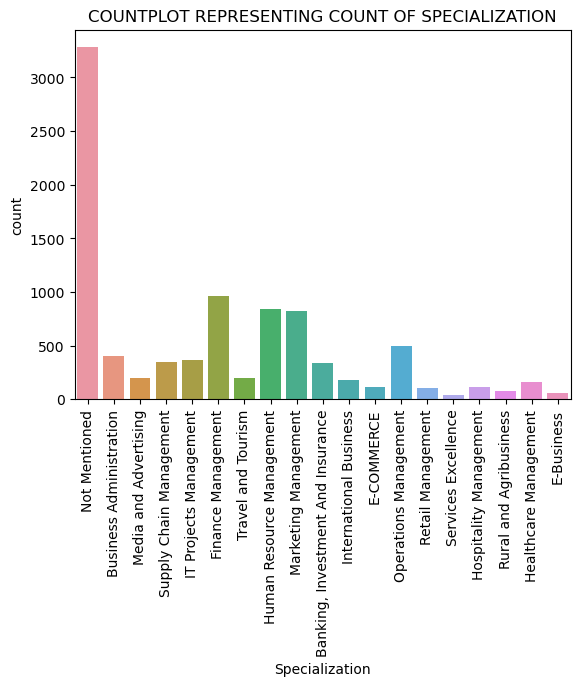 COUNTPLOT REPRESENTING COUNT OF SPECIALIZATION
count
3000
2500
2000
1500
1000
500
0
Not Mentioned
Business Administration
Media and Advertising
Supply Chain Management
IT Projects Management
Finance Management
Travel and Tourism
Human Resource Management
Marketing Management
Banking, Investment And Insurance
International Business
E-COMMERCE
Operations Management
Retail Management
Services Excellence
Hospitality Management
Rural and Agribusiness
Healthcare Management
E-Business
Specialization